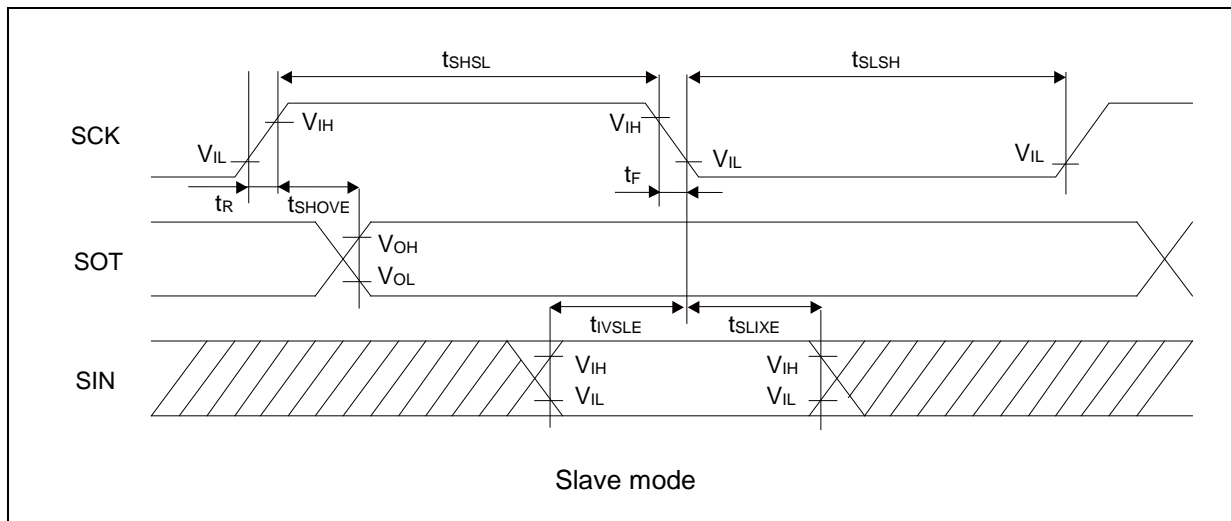 tSHSL
tSLSH
SCK
VIH
VIH
VIL
VIL
VIL
tR
tSHOVE
tF
SOT
VOH
VOL
tIVSLE
tSLIXE
SIN
VIH
VIH
VIL
VIL
Slave mode